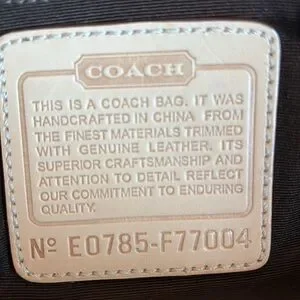 COACH
THIS IS A COACH BAG. IT WAS
HANDCRAFTED IN CHINA FROM
THE FINEST MATERIALS TRIMMED
WITH GENUINE LEATHER. ITS
SUPERIOR CRAFTSMANSHIP AND
ATTENTION TO DETAIL REFLECT
OUR COMMITMENT TO ENDURING
QUALITY.
Nº E0785-F77004